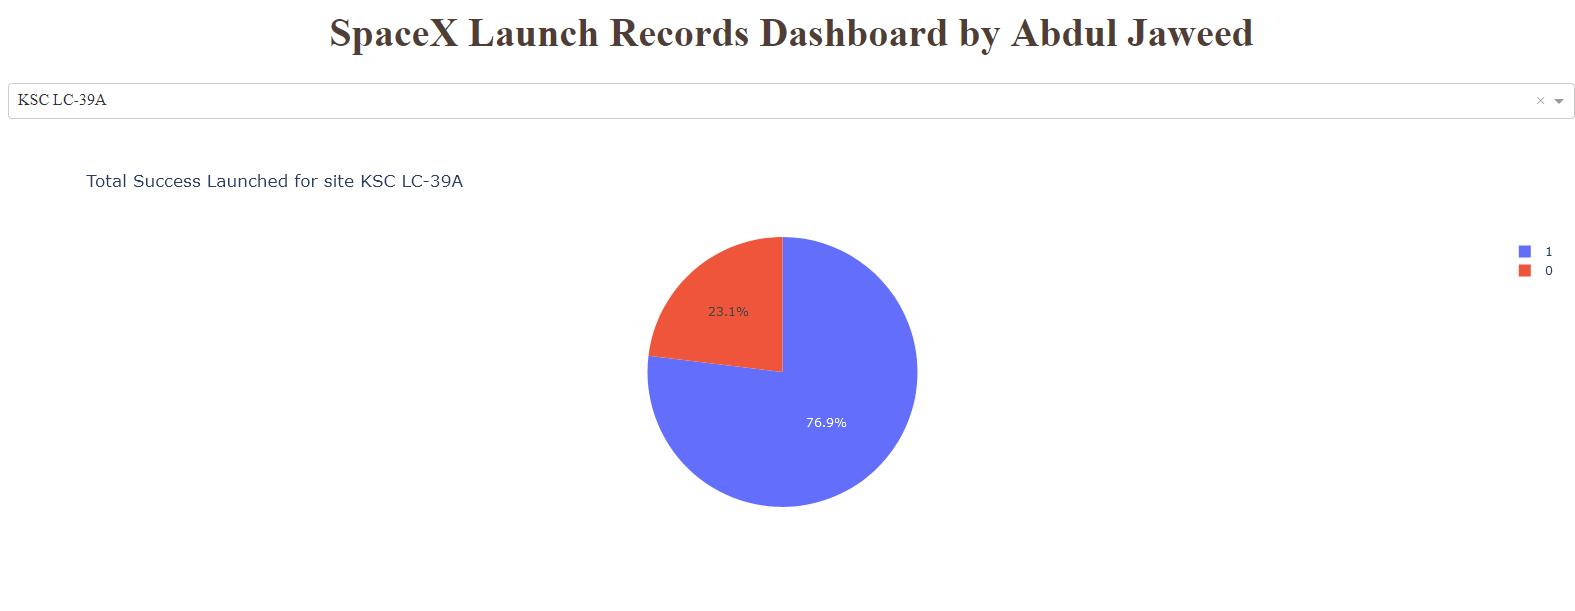 SpaceX Launch Records Dashboard by Abdul Jaweed
KSC LC-39A
Total Success Launched for site KSC LC-39A
1
0
23.1%
76.9%